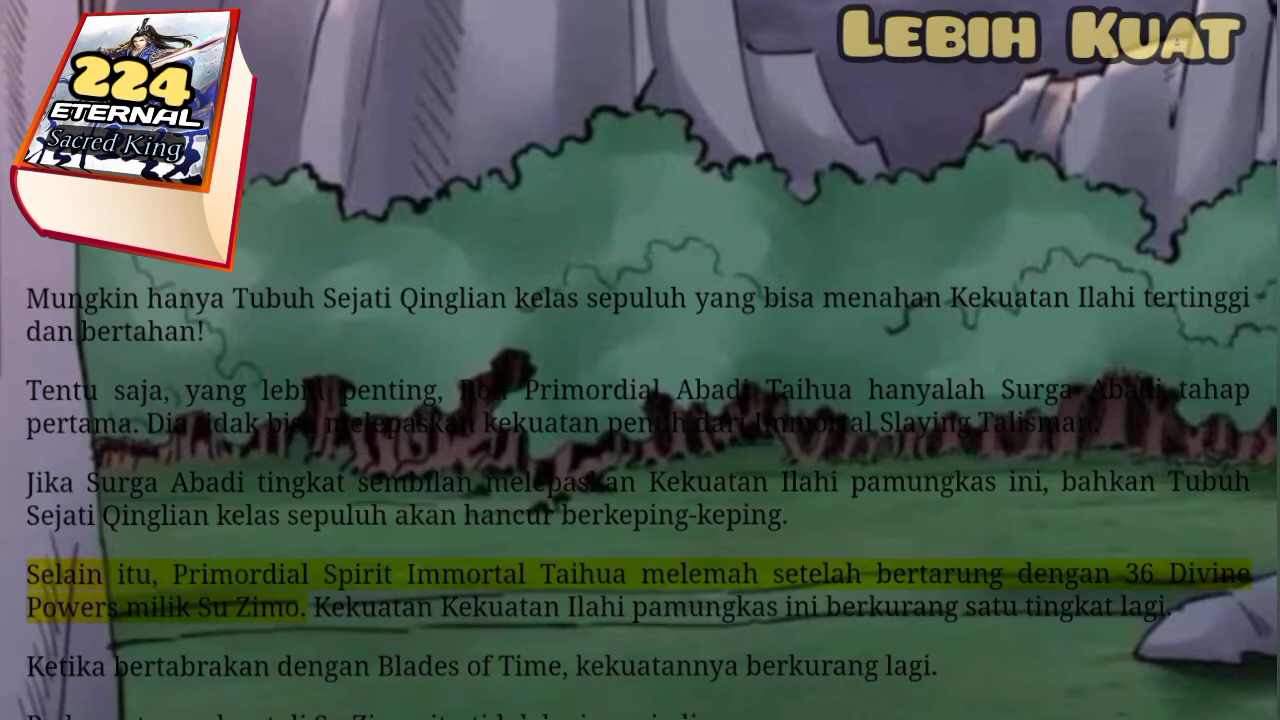 LEBIH KUAT
224
ETERNAL
Sacred King
Mungkin hanya Tubuh Sejati Qinglian kelas sepuluh yang bisa menahan Kekuatan Ilahi tertinggi
dan bertahan!
Tentu saja, yang lebih penting, Primordial Abadi Taihua hanyalah Surga Abadi tahap
pertama. Dia tidak bisa melepaskan kekuatan penuh dari Immortal Slaying Talisman.
Jika Surga Abadi tingkat sembilan melepaskan Kekuatan Ilahi pamungkas ini, bahkan Tubuh
Sejati Qinglian kelas sepuluh akan hancur berkeping-keping.
Selain itu, Primordial Spirit Immortal Taihua melemah setelah bertarung dengan 36 Divine
Powers milik Su Zimo. Kekuatan Kekuatan Ilahi pamungkas ini berkurang satu tingkat lagi.
Ketika bertabrakan dengan Blades of Time, kekuatannya berkurang lagi.